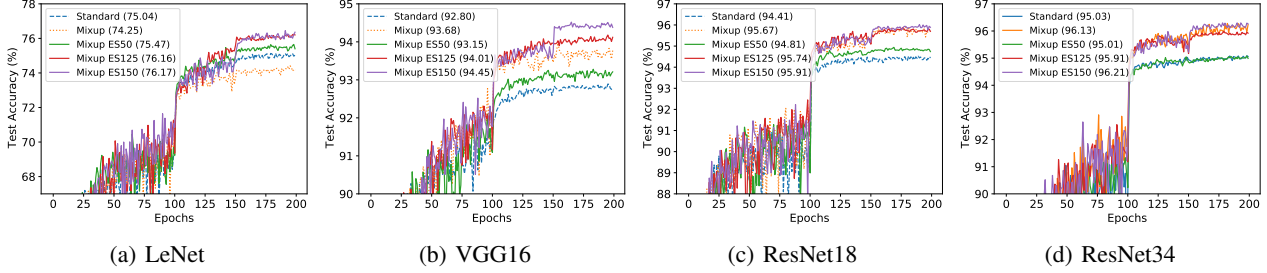 78
76
74
72
70
68
Test Accuracy (%)
Standard (75.04)
Mixup (74.25)
Mixup ES50 (75.47)
Mixup ES125 (76.16)
Mixup ES150 (76.17)
0 25 50 75 100 125 150 175 200
Epochs
(a) LeNet
95
94
93
92
91
90
Test Accuracy (%)
Standard (92.80)
Mixup (93.68)
Mixup ES50 (93.15)
Mixup ES125 (94.01)
Mixup ES150 (94.45)
0 25 50 75 100 125 150 175 200
Epochs
(b) VGG16
97
96
95
94
93
92
91
90
89
88
Test Accuracy (%)
Standard (94.41)
Mixup (95.67)
Mixup ES50 (94.81)
Mixup ES125 (95.74)
Mixup ES150 (95.91)
0 25 50 75 100 125 150 175 200
Epochs
(c) ResNet18
97
96
95
94
93
92
91
90
Test Accuracy (%)
Standard (95.03)
Mixup (96.13)
Mixup ES50 (95.01)
Mixup ES125 (95.91)
Mixup ES150 (96.21)
0 25 50 75 100 125 150 175 200
Epochs
(d) ResNet34